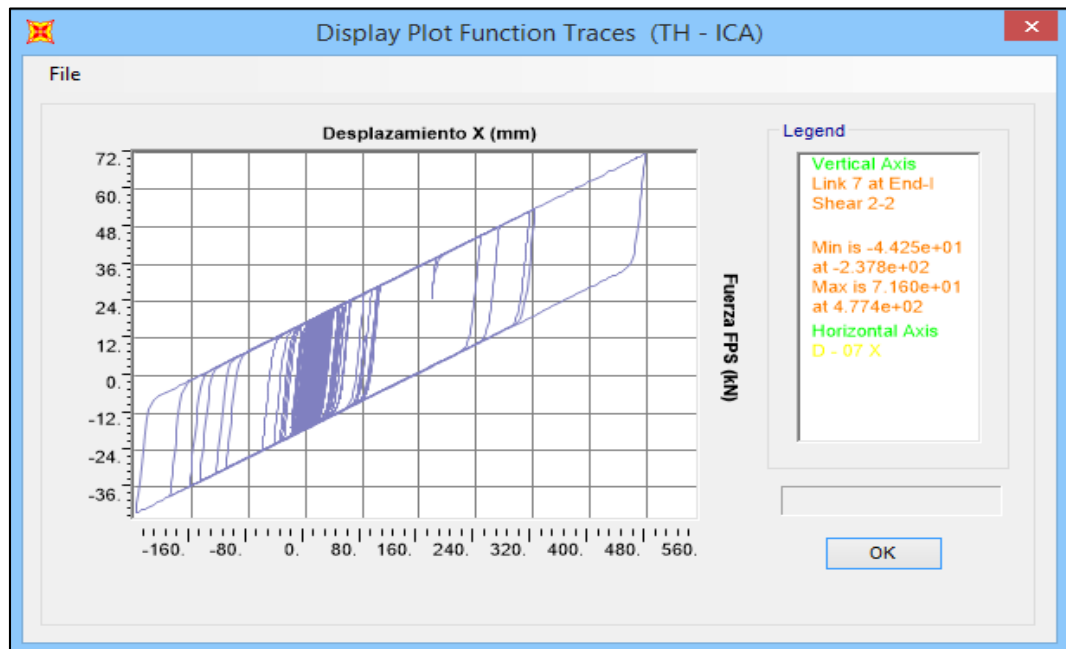 Display Plot Function Traces (TH - ICA)
File
Desplazamiento X (mm)
72.
60.
48.
36.
24.
12.
0.
-12.
-24.
-36.
-160. -80. 0. 80. 160. 240. 320. 400. 480. 560.
Fuerza FPS (kN)
Legend
Vertical Axis
Link 7 at End-I
Shear 2-2
Min is -4.425e+01
at -2.378e+02
Max is 7.160e+01
at 4.774e+02
Horizontal Axis
D - 07 X
OK